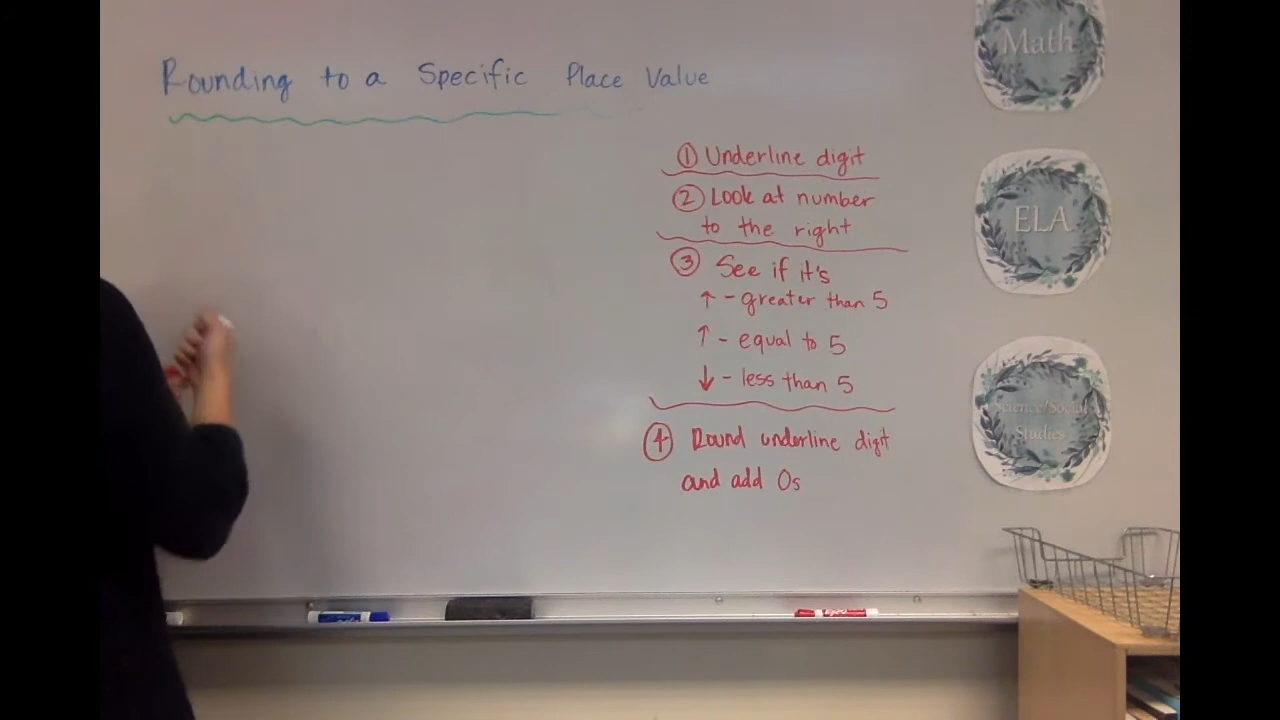 Rounding to a Specific Place Value
① Underline digit
② Look at number
to the right
③ See if it's
↑ - greater than 5
↑ - equal to 5
↓ - less than 5
④ Round underline digit
and add 0s
Math
ELA
Science/Social
Studies